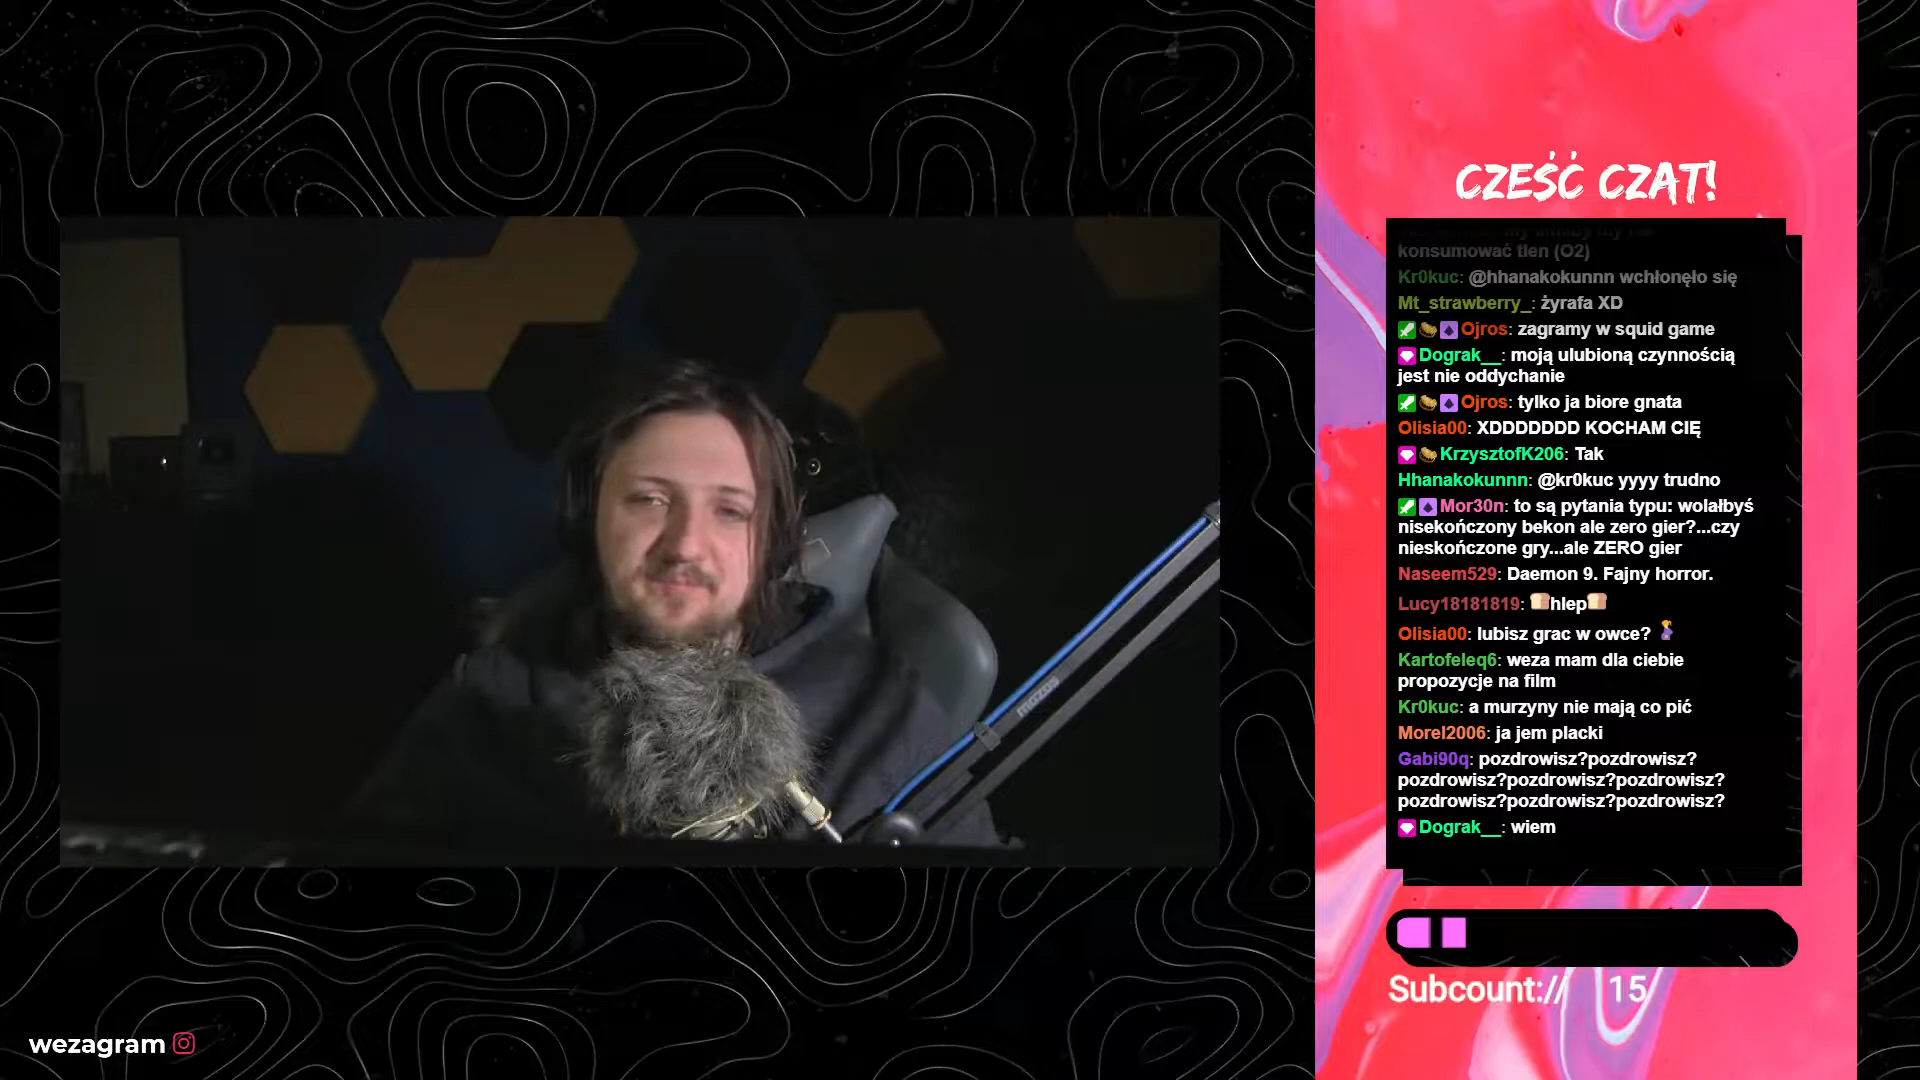 CZEŚĆ CZAT!
konsumować tlen (O2)
Kr0kuc: @hhanakokunnn wchłonęło się
Mt_strawberry_: żyrafa XD
Ojros: zagramy w squid game
Dograk__: moją ulubioną czynnością
jest nie oddychanie
Ojros: tylko ja biore gnata
Olisia00: XDDDDDDD KOCHAM CIĘ
KrzysztofK206: Tak
Hhanakokunnn: @kr0kuc yyyy trudno
Mor30n: to są pytania typu: wolałbyś
nisekończony bekon ale zero gier?...czy
nieskończone gry...ale ZERO gier
Naseem529: Daemon 9. Fajny horror.
Lucy18181819: hlep
Olisia00: lubisz grac w owce?
Kartofeleq6: weza mam dla ciebie
propozycje na film
Kr0kuc: a murzyny nie mają co pić
Morel2006: ja jem placki
Gabi90q: pozdrowisz?pozdrowisz?
pozdrowisz?pozdrowisz?pozdrowisz?
pozdrowisz?pozdrowisz?pozdrowisz?
Dograk__: wiem
mozos
Subcount:// 15
wezagram